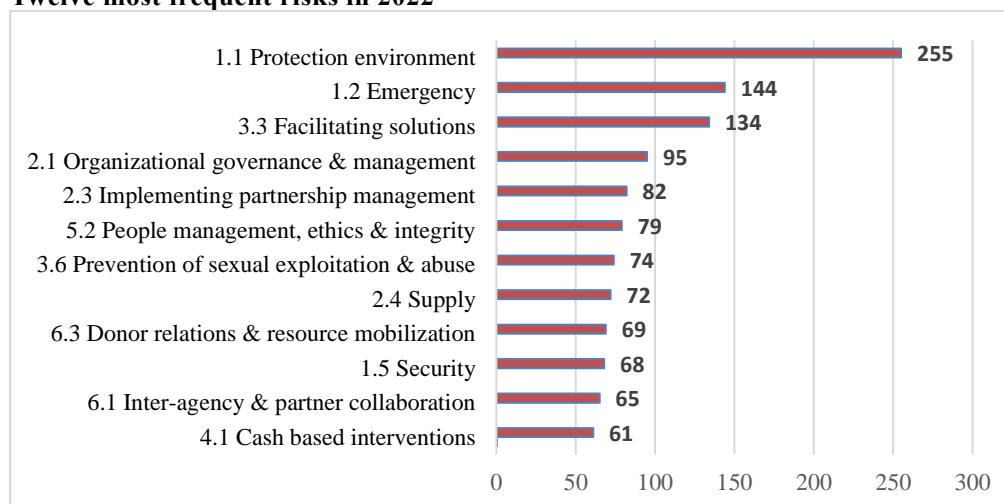 Twelve most frequent risks in 2022
1.1 Protection environment 255
1.2 Emergency 144
3.3 Facilitating solutions 134
2.1 Organizational governance & management 95
2.3 Implementing partnership management 82
5.2 People management, ethics & integrity 79
3.6 Prevention of sexual exploitation & abuse 74
2.4 Supply 72
6.3 Donor relations & resource mobilization 69
1.5 Security 68
6.1 Inter-agency & partner collaboration 65
4.1 Cash based interventions 61
0 50 100 150 200 250 300